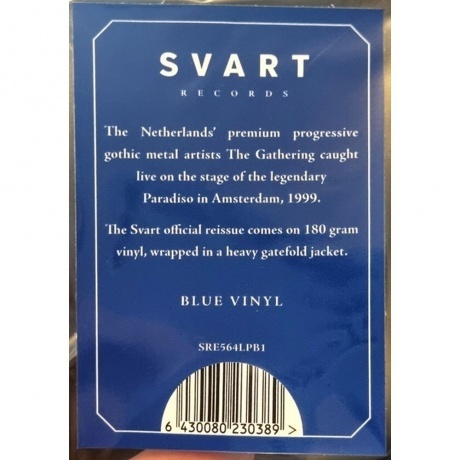 SVART
RECORDS
The Netherlands' premium progressive
gothic metal artists The Gathering caught
live on the stage of the legendary
Paradiso in Amsterdam, 1999.
The Svart official reissue comes on 180 gram
vinyl, wrapped in a heavy gatefold jacket.
BLUE VINYL
SRE564LPB1
6 430080 230389 >